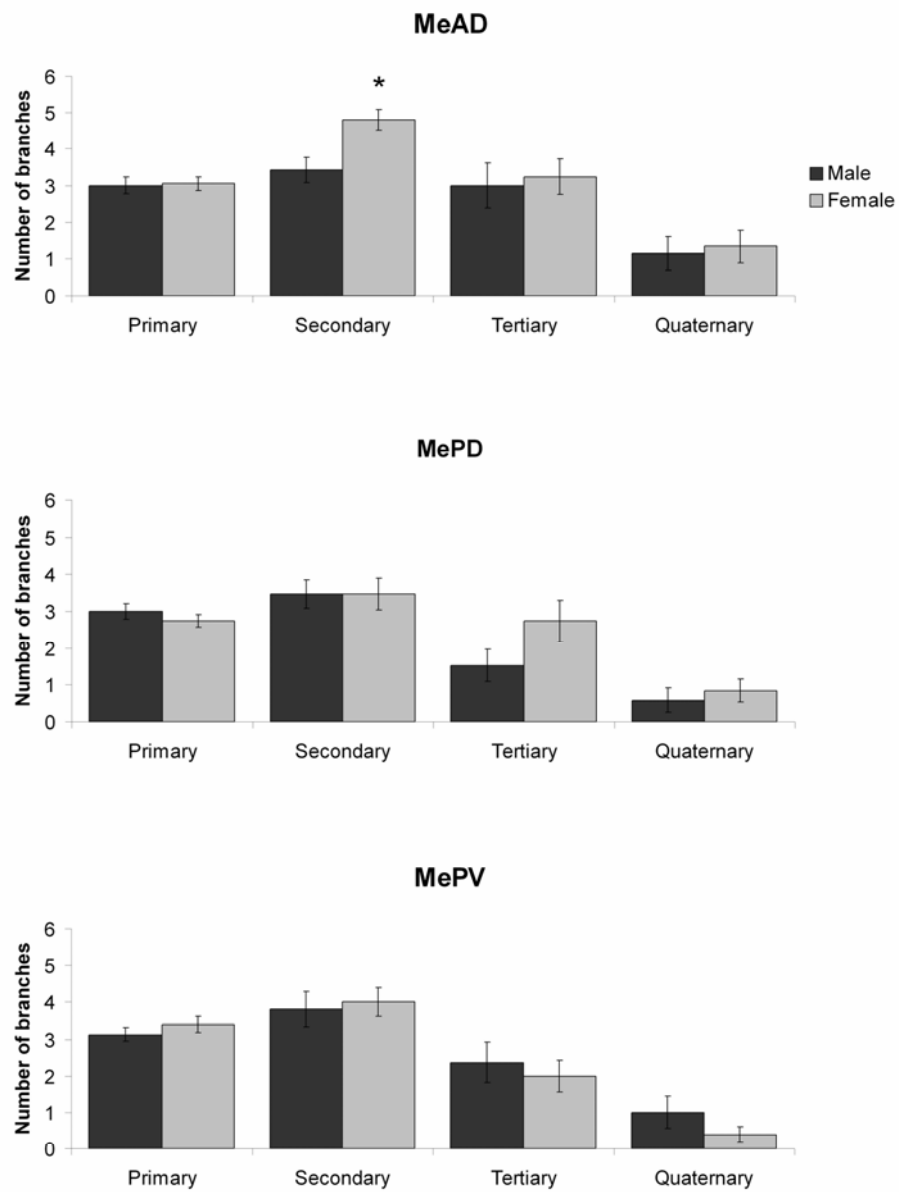 MeAD
Number of branches
6
5
4
3
2
1
0
*
Male
Female
Primary Secondary Tertiary Quaternary
MePD
Number of branches
6
5
4
3
2
1
0
Primary Secondary Tertiary Quaternary
MePV
Number of branches
6
5
4
3
2
1
0
Primary Secondary Tertiary Quaternary